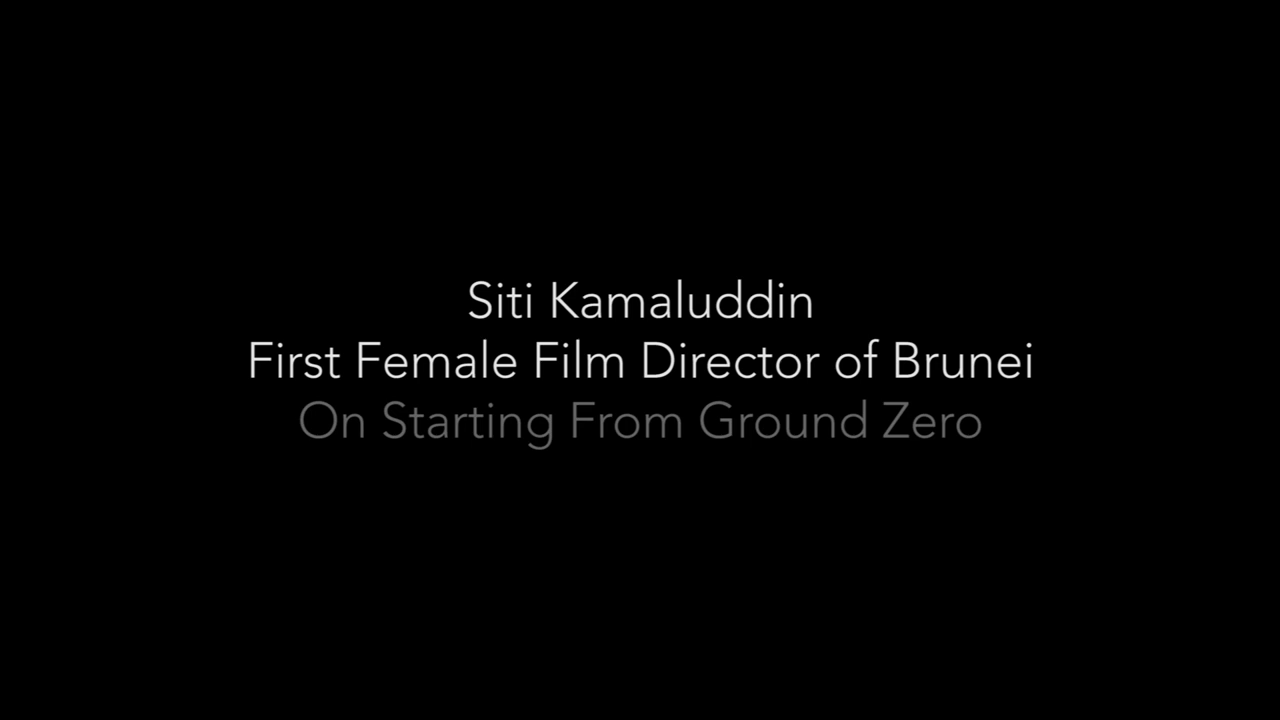 Siti Kamaluddin
First Female Film Director of Brunei
On Starting From Ground Zero